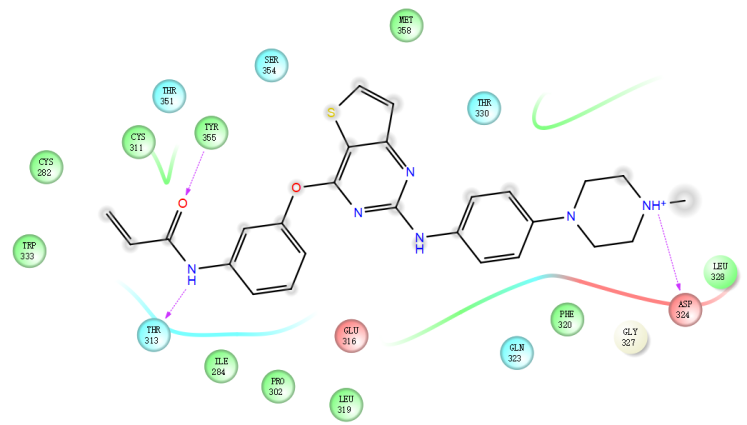 MET
358
SER
354
THR
351
THR
330
S
TYR
355
CYS
311
CYS
282
N
O
O
N
NH+
N
N
H
TRP
333
N
H
LEU
328
ASP
324
THR
313
GLU
316
PHE
320
GLY
327
GLN
323
ILE
284
PRO
302
LEU
319